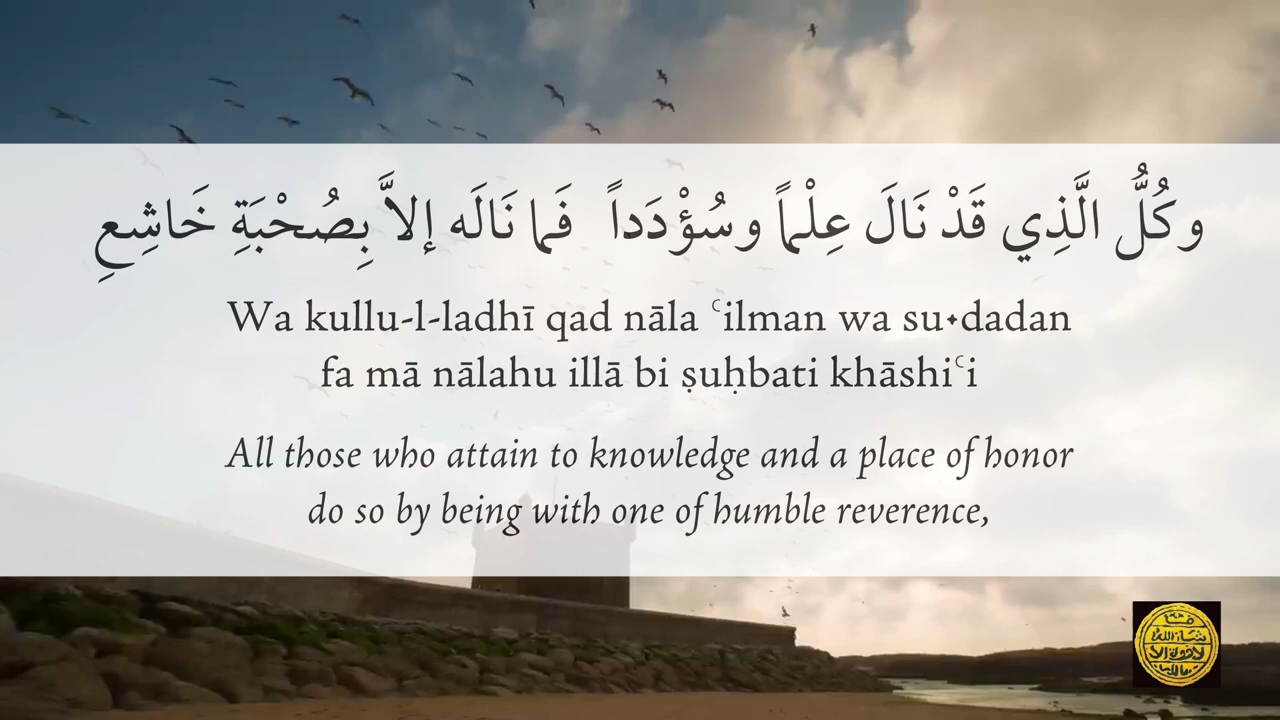 وكُلُّ الَّذِي قَدْ نَالَ عِلْماً وسُؤْدَداً فَما نَالَه إلاَّ بِصُحْبَةِ خَاشِعِ
Wa kullu-l-ladhī qad nāla ʿilman wa su•dadan
fa mā nālahu illā bi ṣuḥbati khāshiʿi
All those who attain to knowledge and a place of honor
do so by being with one of humble reverence,